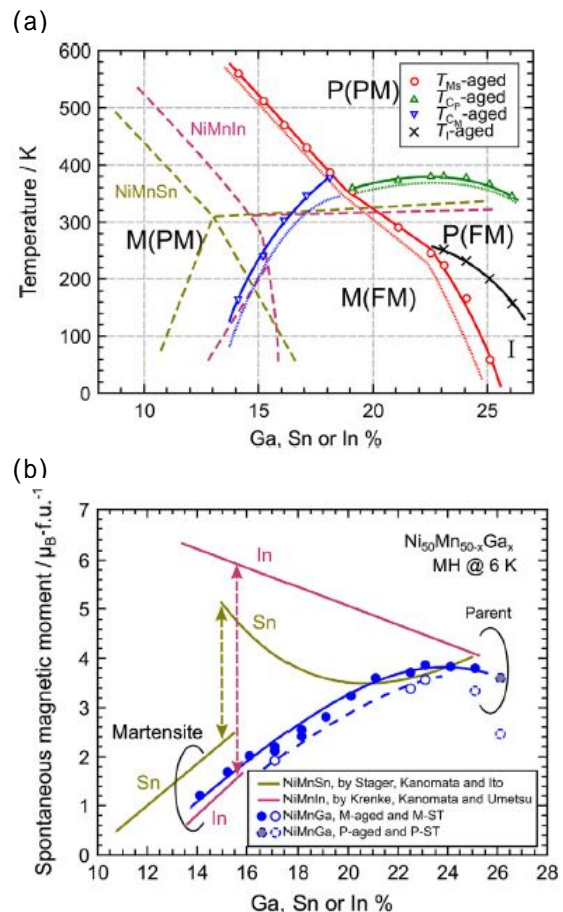 (a)
600
500
400
300
200
100
0
Temperature / K
P(PM)
T_Ms-aged
T_CP-aged
T_CM-aged
T_I-aged
NiMnIn
NiMnSn
M(PM)
P(FM)
M(FM)
I
10 15 20 25
Ga, Sn or In %
(b)
7
6
5
4
3
2
1
0
Spontaneous magnetic moment / μB·f.u.⁻¹
Ni50Mn50-xGax
MH @ 6 K
In
Sn
Parent
Martensite
Sn
In
NiMnSn, by Stager, Kanomata and Ito
NiMnIn, by Krenke, Kanomata and Umetsu
NiMnGa, M-aged and M-ST
NiMnGa, P-aged and P-ST
10 12 14 16 18 20 22 24 26 28
Ga, Sn or In %